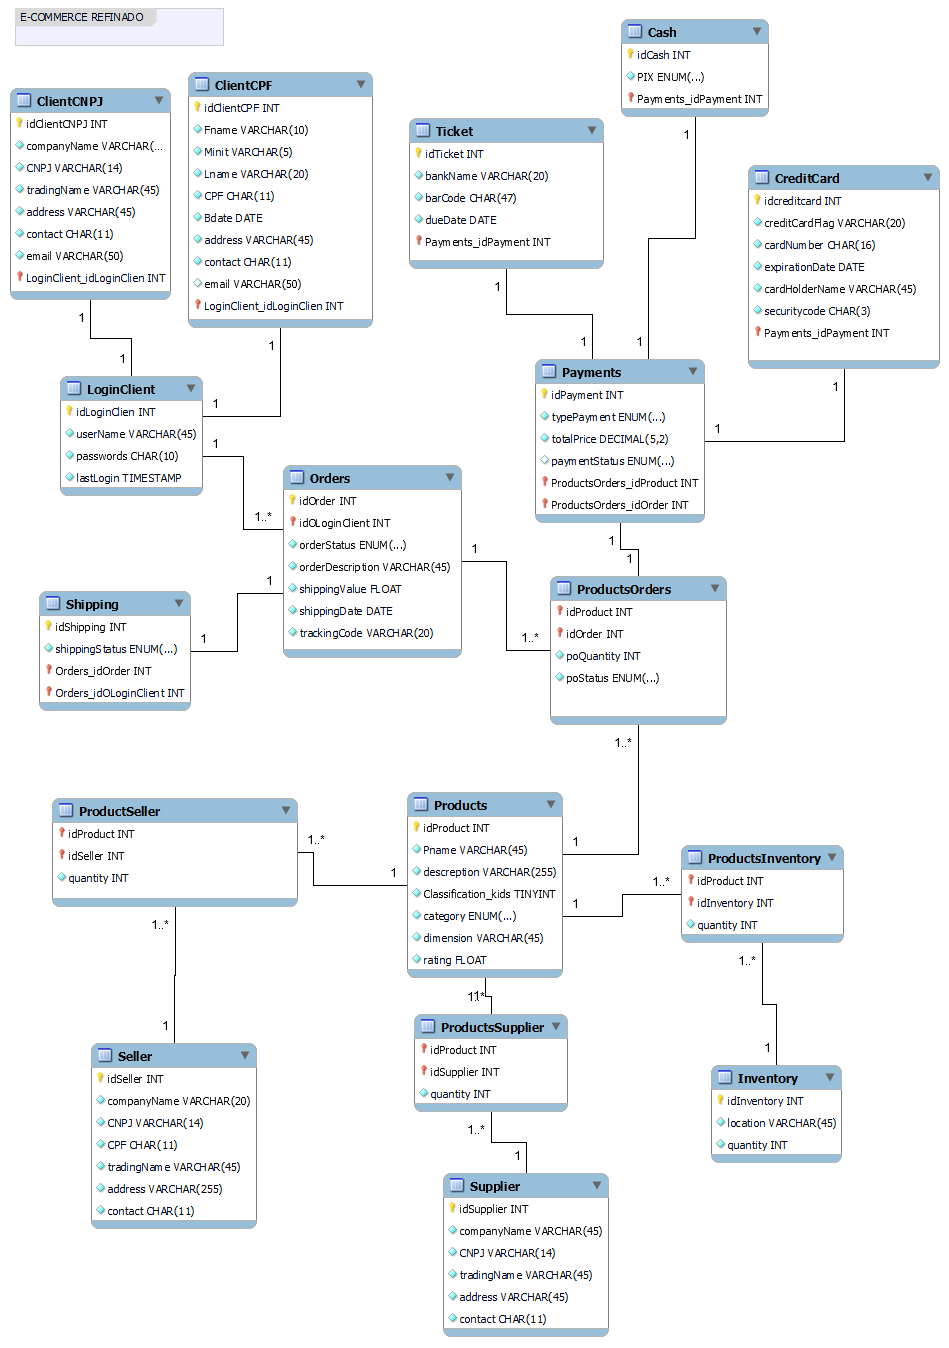 E-COMMERCE REFINADO
Cash
idCash INT
PIX ENUM(...)
Payments_idPayment INT
1
ClientCNPJ
idClientCNPJ INT
companyName VARCHAR(...
CNPJ VARCHAR(14)
tradingName VARCHAR(45)
address VARCHAR(45)
contact CHAR(11)
email VARCHAR(50)
LoginClient_idLoginClien INT
1
1
ClientCPF
idClientCPF INT
Fname VARCHAR(10)
Minit VARCHAR(5)
Lname VARCHAR(20)
CPF CHAR(11)
Bdate DATE
address VARCHAR(45)
contact CHAR(11)
email VARCHAR(50)
LoginClient_idLoginClien INT
1
1
Ticket
idTicket INT
bankName VARCHAR(20)
barCode CHAR(47)
dueDate DATE
Payments_idPayment INT
1
1
1
CreditCard
idcreditcard INT
creditCardFlag VARCHAR(20)
cardNumber CHAR(16)
expirationDate DATE
cardHolderName VARCHAR(45)
securitycode CHAR(3)
Payments_idPayment INT
1
1
LoginClient
idLoginClien INT
userName VARCHAR(45)
passwords CHAR(10)
lastLogin TIMESTAMP
1
1..*
Payments
idPayment INT
typePayment ENUM(...)
totalPrice DECIMAL(5,2)
paymentStatus ENUM(...)
ProductsOrders_idProduct INT
ProductsOrders_idOrder INT
1
1
Orders
idOrder INT
idOLoginClient INT
orderStatus ENUM(...)
orderDescription VARCHAR(45)
shippingValue FLOAT
shippingDate DATE
trackingCode VARCHAR(20)
1
1..*
1
1
Shipping
idShipping INT
shippingStatus ENUM(...)
Orders_idOrder INT
Orders_idOLoginClient INT
ProductsOrders
idProduct INT
idOrder INT
poQuantity INT
poStatus ENUM(...)
1..*
1
ProductSeller
idProduct INT
idSeller INT
quantity INT
1..*
1
1..*
1
Products
idProduct INT
Pname VARCHAR(45)
descreption VARCHAR(255)
Classification_kids TINYINT
category ENUM(...)
dimension VARCHAR(45)
rating FLOAT
1
1..*
1
1..*
ProductsInventory
idProduct INT
idInventory INT
quantity INT
1..*
1
ProductsSupplier
idProduct INT
idSupplier INT
quantity INT
1..*
1
Seller
idSeller INT
companyName VARCHAR(20)
CNPJ VARCHAR(14)
CPF CHAR(11)
tradingName VARCHAR(45)
address VARCHAR(255)
contact CHAR(11)
Inventory
idInventory INT
location VARCHAR(45)
quantity INT
Supplier
idSupplier INT
companyName VARCHAR(45)
CNPJ VARCHAR(14)
tradingName VARCHAR(45)
address VARCHAR(45)
contact CHAR(11)